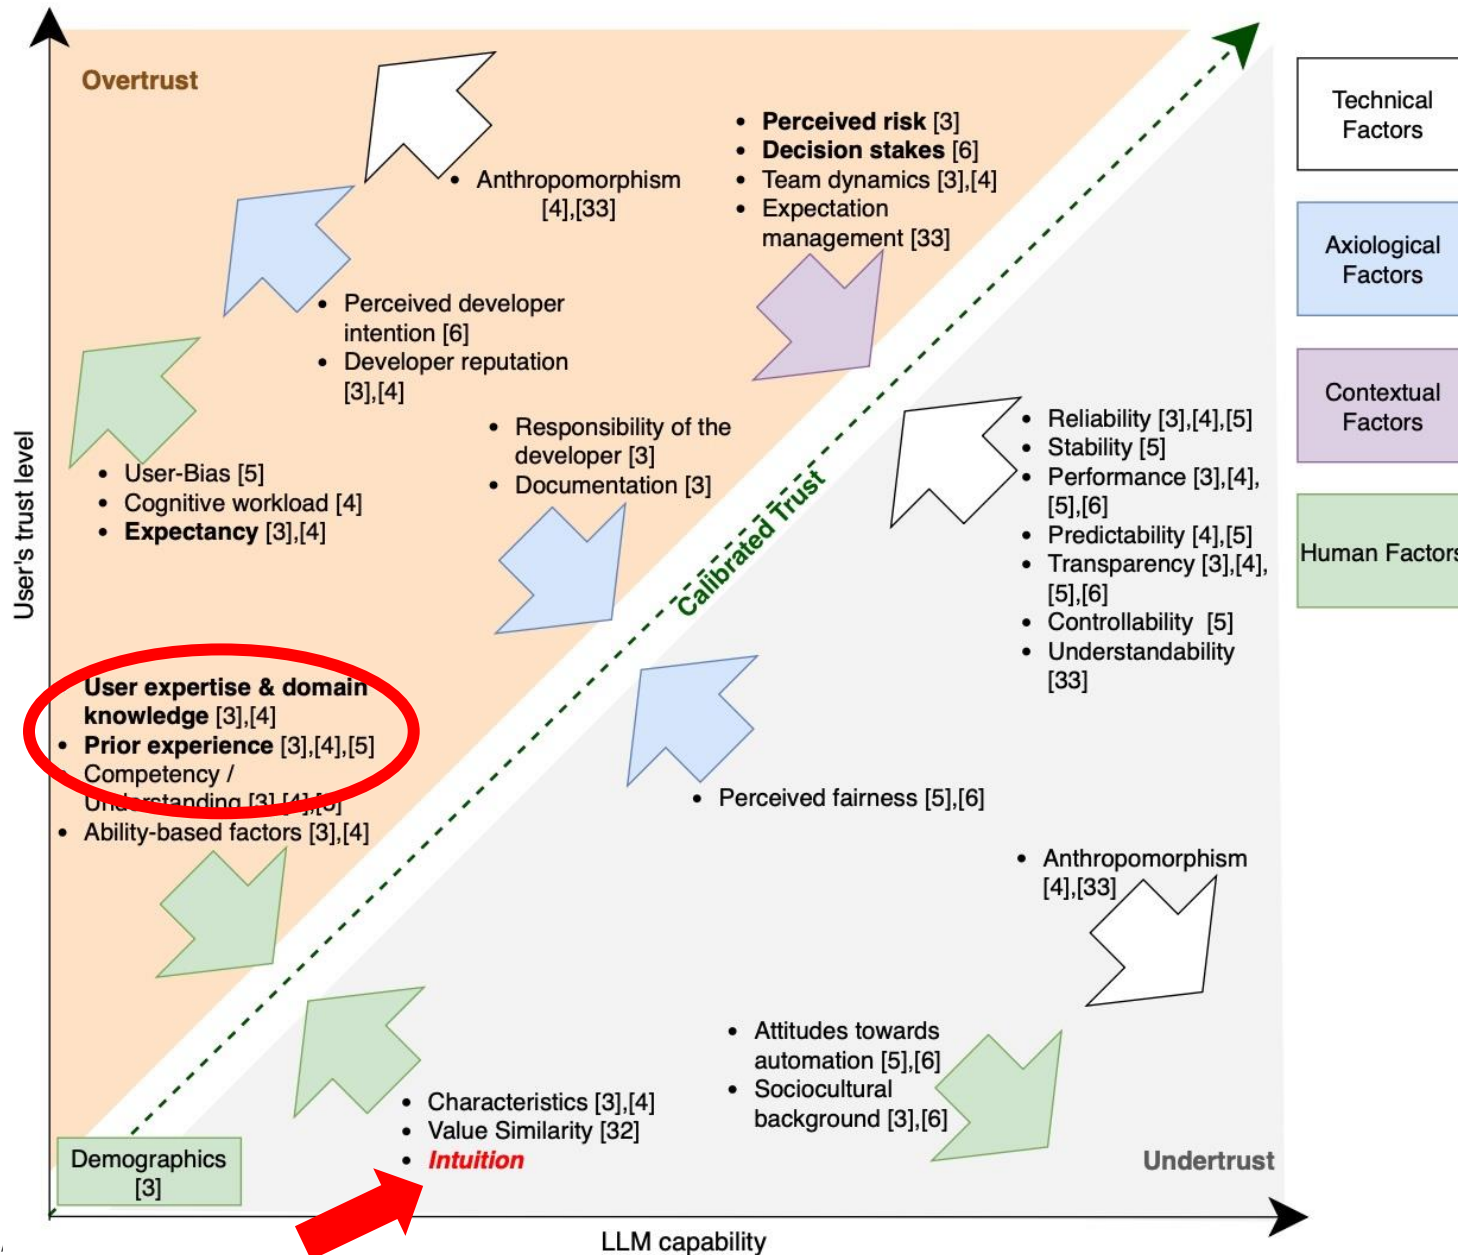 Overtrust
Technical
Factors
• Perceived risk [3]
• Decision stakes [6]
• Team dynamics [3],[4]
• Expectation
management [33]
• Anthropomorphism
[4],[33]
Axiological
Factors
• Perceived developer
intention [6]
• Developer reputation
[3],[4]
Contextual
Factors
• Responsibility of the
developer [3]
• Documentation [3]
• Reliability [3],[4],[5]
• Stability [5]
• Performance [3],[4],
[5],[6]
• Predictability [4],[5]
• Transparency [3],[4],
[5],[6]
• Controllability [5]
• Understandability
[33]
• User-Bias [5]
• Cognitive workload [4]
• Expectancy [3],[4]
Human Factors
User's trust level
Calibrated Trust
User expertise & domain
knowledge [3],[4]
• Prior experience [3],[4],[5]
Competency /
Understanding [3],[4],[5]
• Ability-based factors [3],[4]
• Perceived fairness [5],[6]
• Anthropomorphism
[4],[33]
• Attitudes towards
automation [5],[6]
• Sociocultural
background [3],[6]
• Characteristics [3],[4]
• Value Similarity [32]
• Intuition
Demographics
[3]
Undertrust
LLM capability